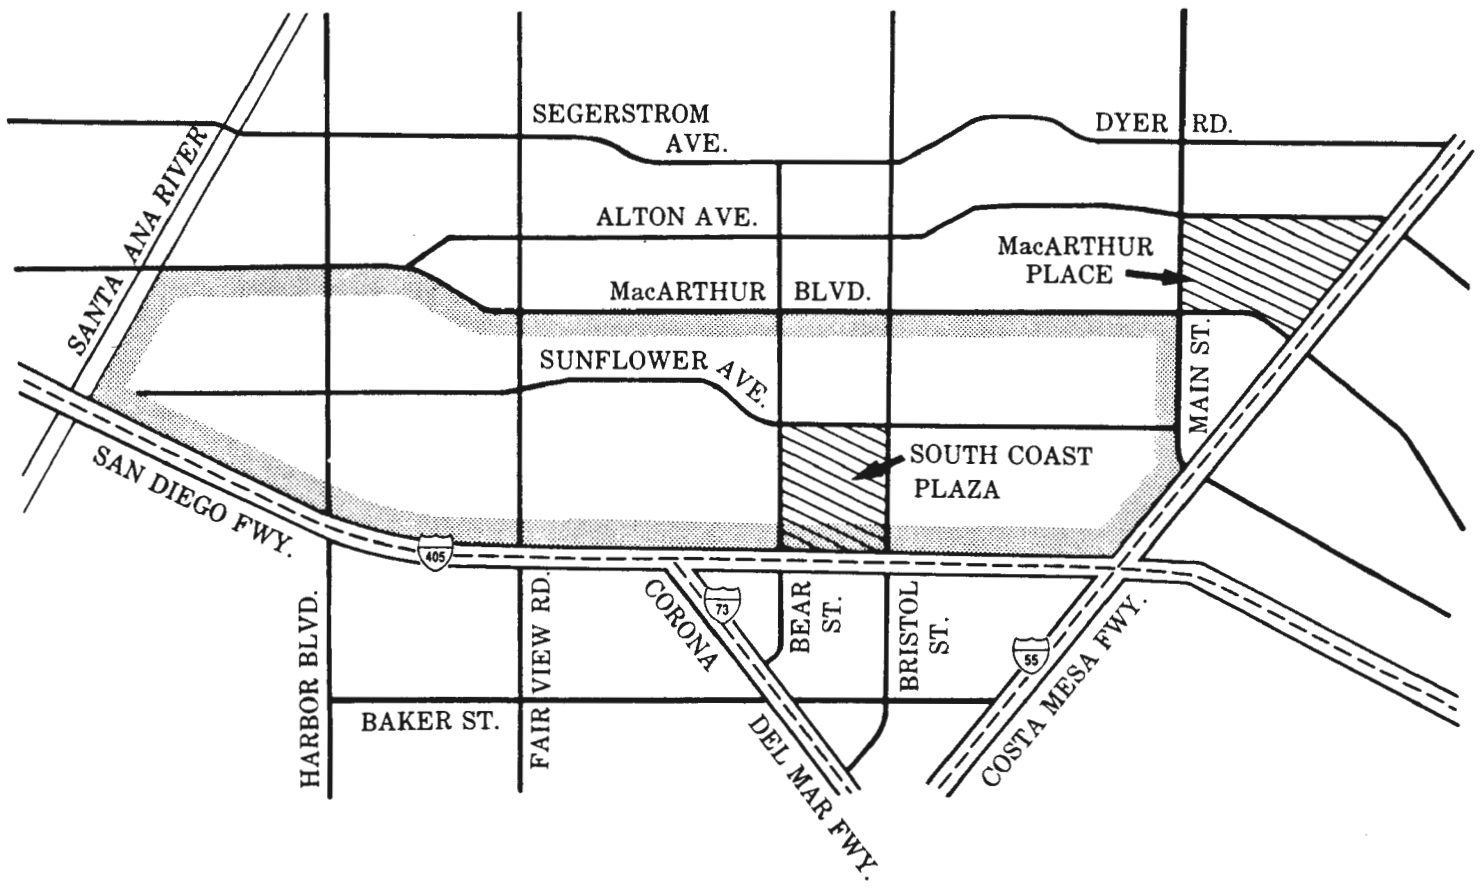 SEGERSTROM
AVE.
DYER RD.
SANTA ANA RIVER
ALTON AVE.
MacARTHUR
PLACE
MacARTHUR BLVD.
SUNFLOWER AVE.
MAIN ST.
SOUTH COAST
PLAZA
SAN DIEGO FWY.
405
HARBOR BLVD.
FAIRVIEW RD.
CORONA
DEL MAR FWY.
73
BEAR
ST.
BRISTOL
ST.
55
COSTA MESA FWY.
BAKER ST.